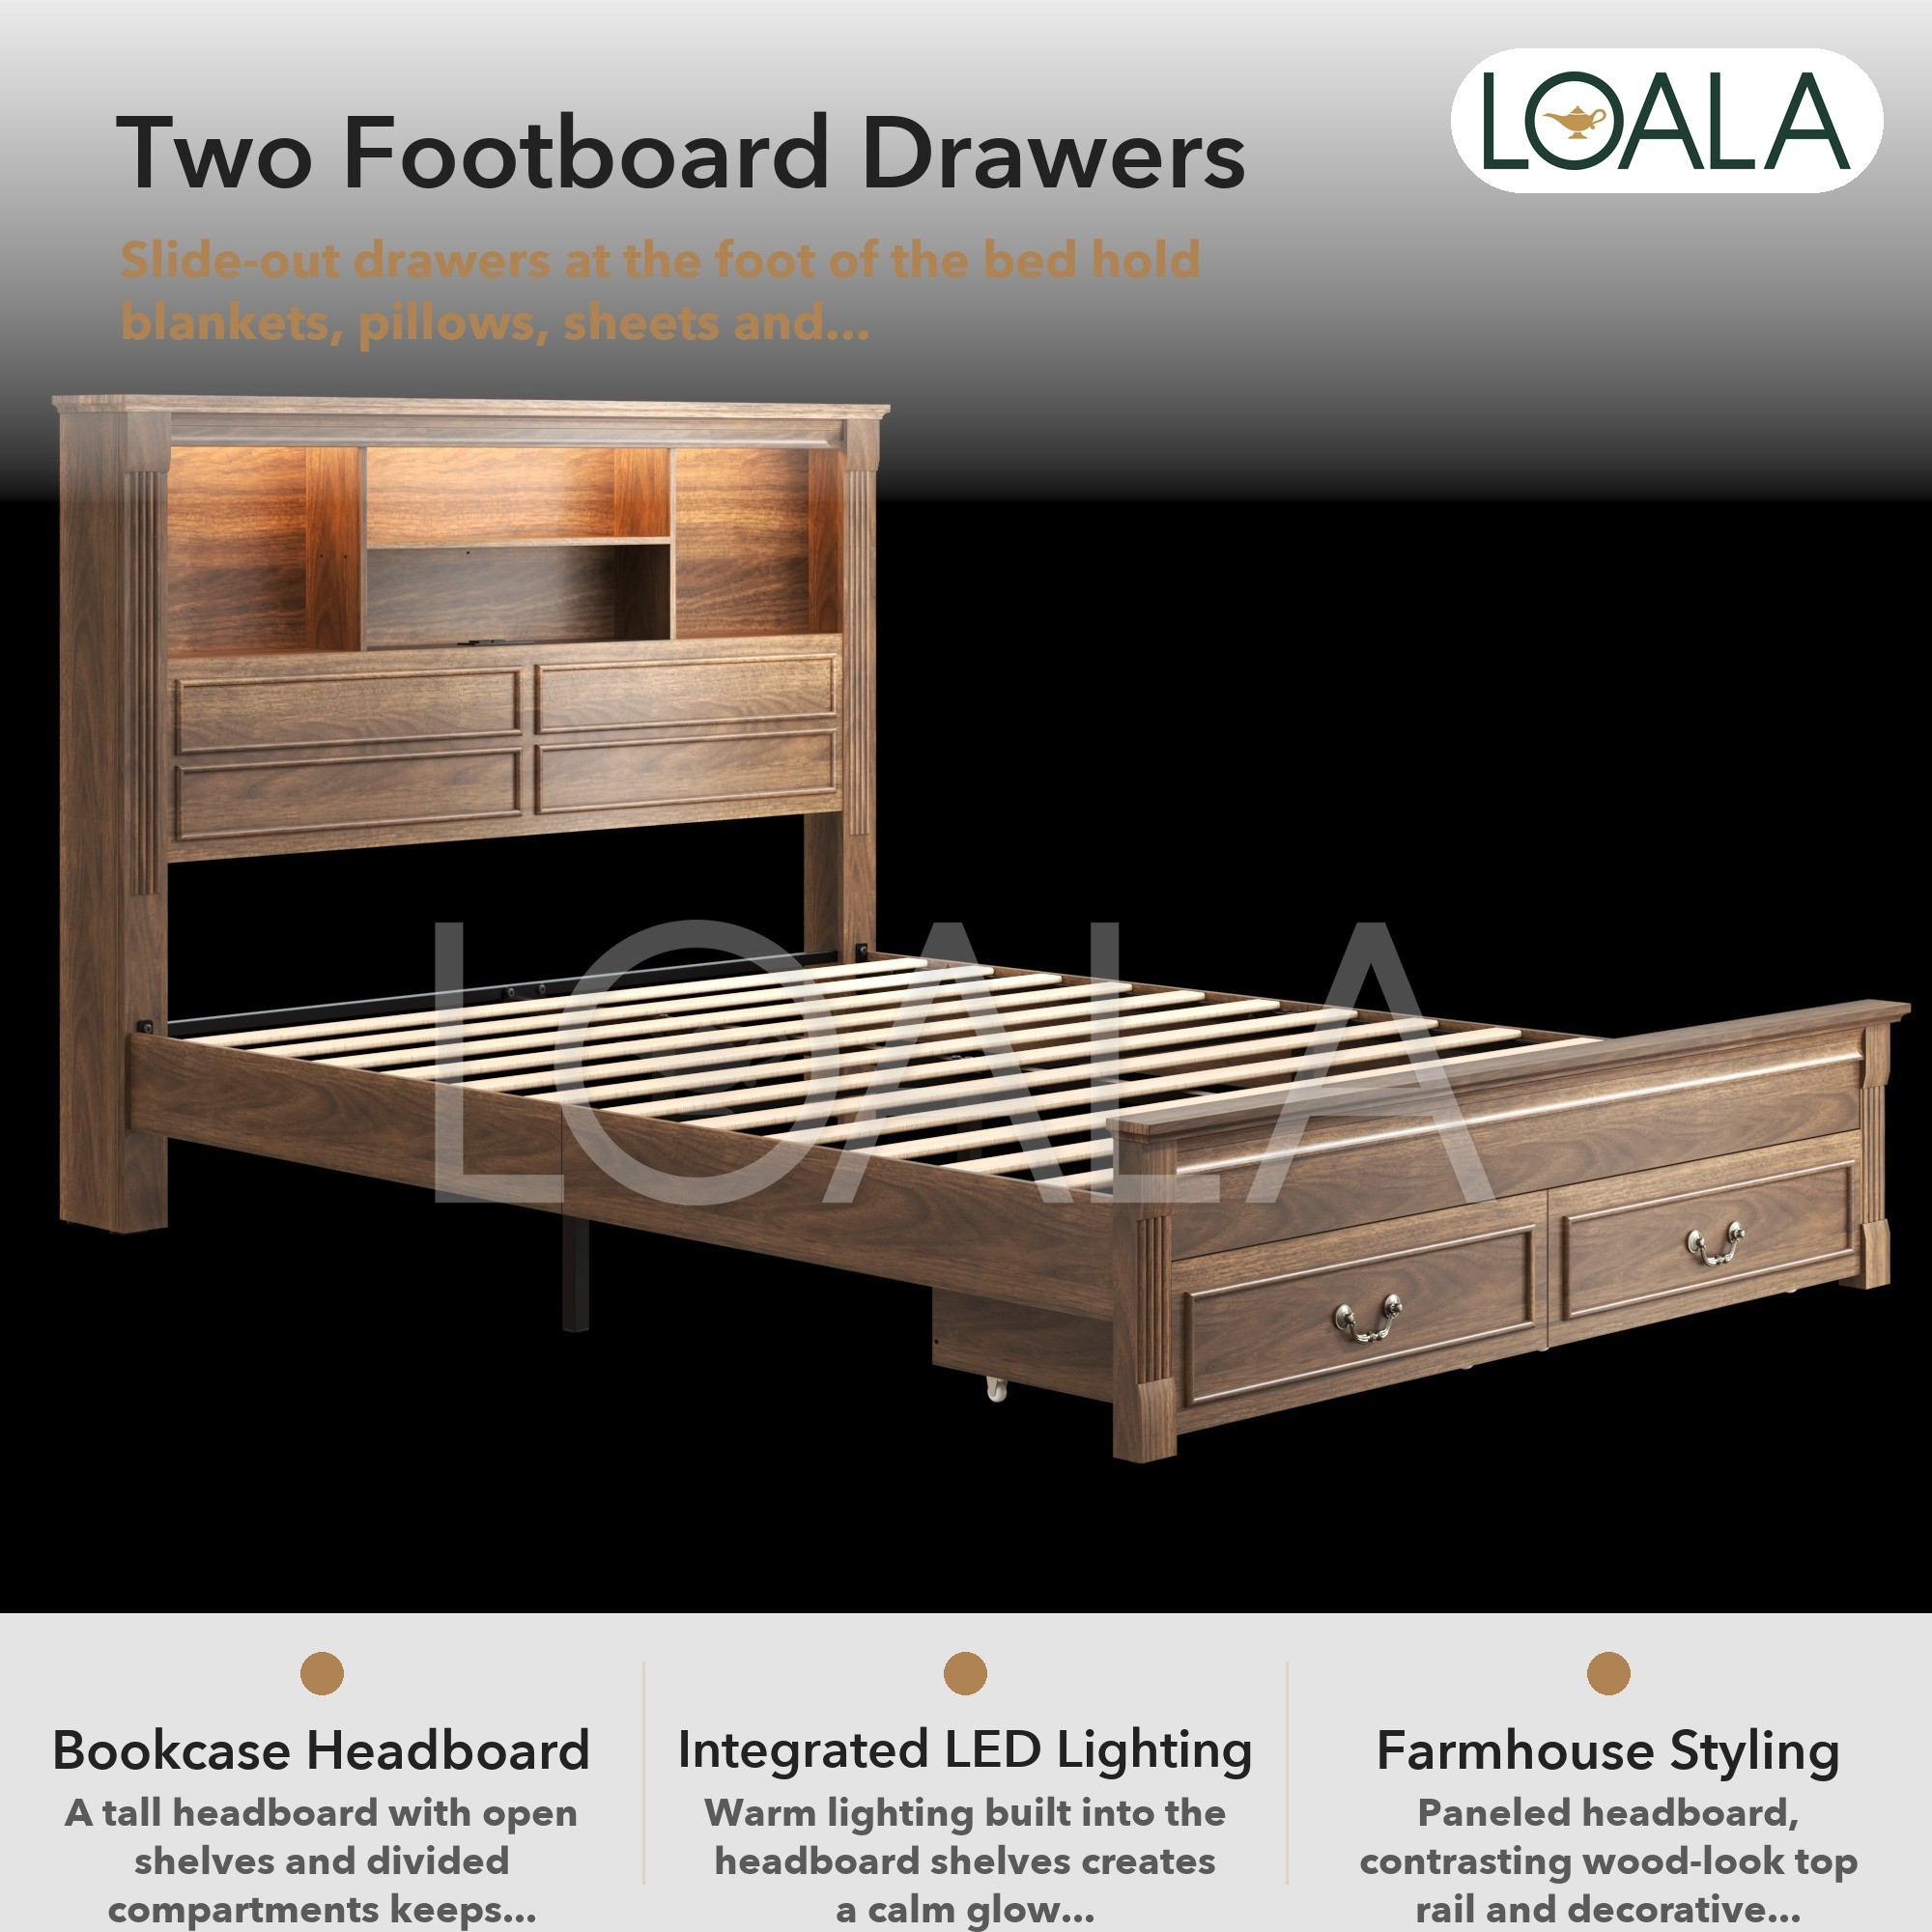 LOALA
Two Footboard Drawers
Slide-out drawers at the foot of the bed hold
blankets, pillows, sheets and...
LOALA
Bookcase Headboard
A tall headboard with open
shelves and divided
compartments keeps...
Integrated LED Lighting
Warm lighting built into the
headboard shelves creates
a calm glow...
Farmhouse Styling
Paneled headboard,
contrasting wood-look top
rail and decorative...